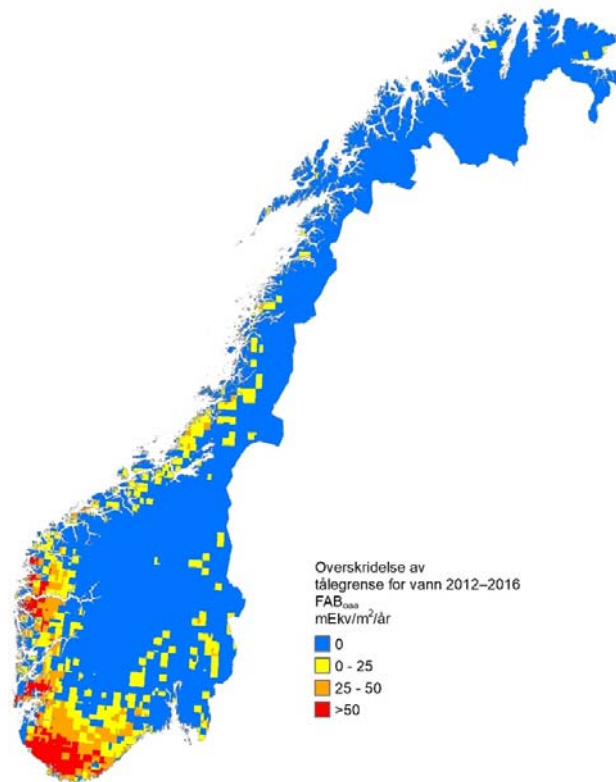 Overskridelse av
tålegrense for vann 2012–2016
FABoaa
mEkv/m²/år
0
0 - 25
25 - 50
>50